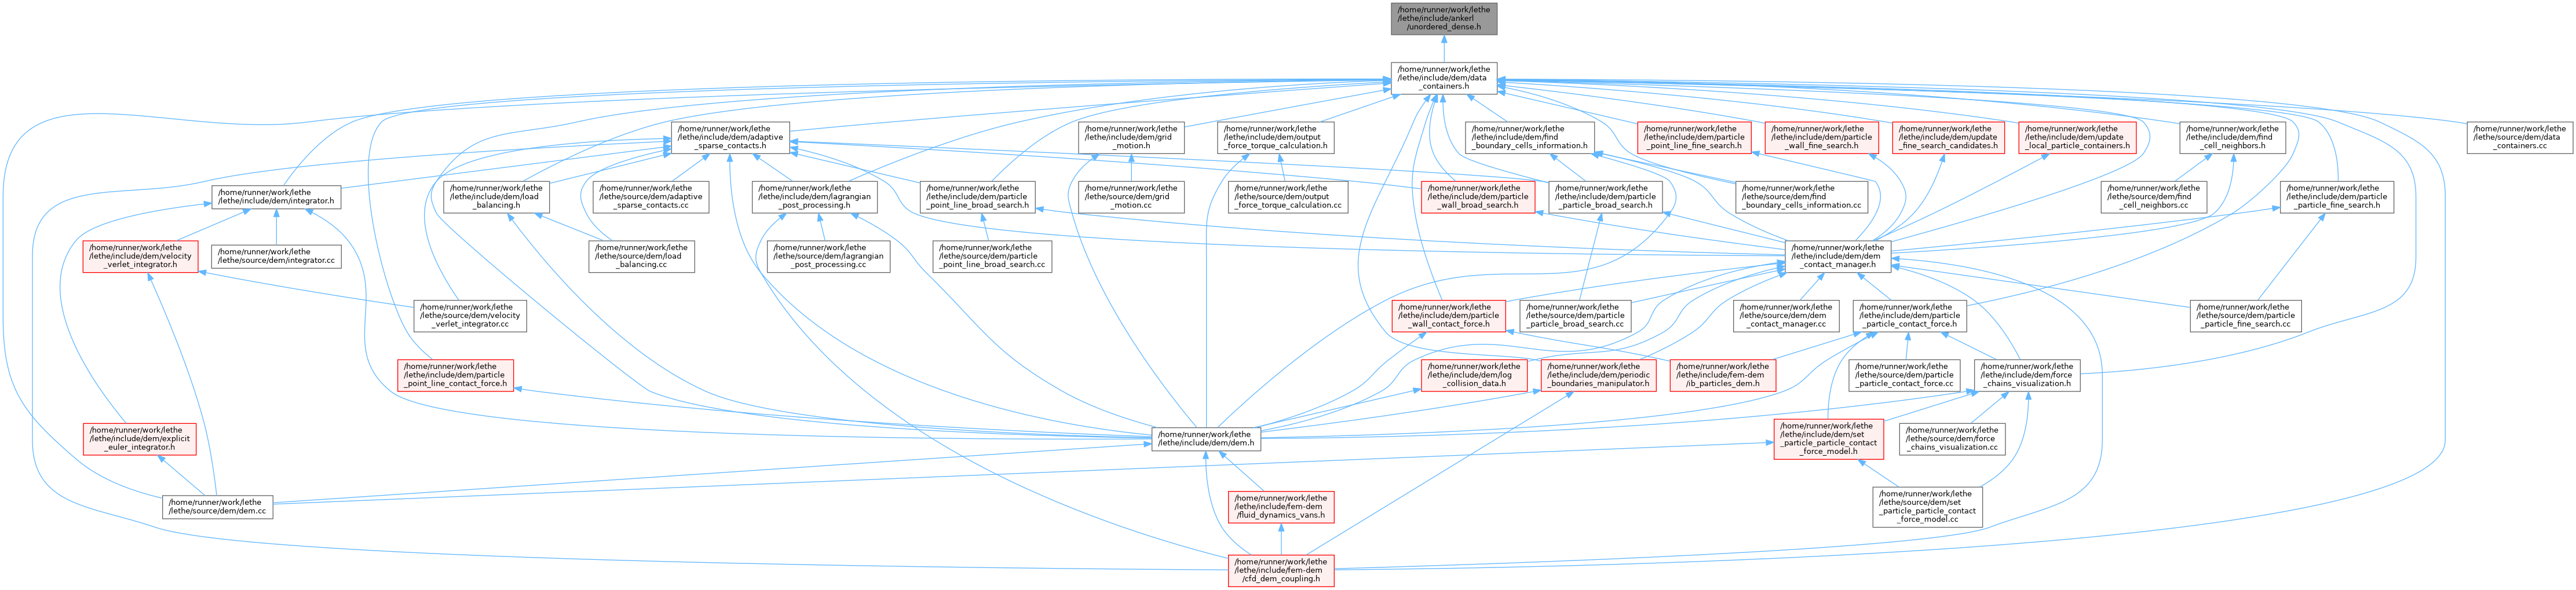 /home/runner/work/lethe
/lethe/include/ankerl
/unordered_dense.h
/home/runner/work/lethe
/lethe/include/dem/data
_containers.h
/home/runner/work/lethe
/lethe/include/dem/adaptive
_sparse_contacts.h
/home/runner/work/lethe
/lethe/include/dem/grid
_motion.h
/home/runner/work/lethe
/lethe/include/dem/output
_force_torque_calculation.h
/home/runner/work/lethe
/lethe/include/dem/find
_boundary_cells_information.h
/home/runner/work/lethe
/lethe/include/dem/particle
_point_line_fine_search.h
/home/runner/work/lethe
/lethe/include/dem/particle
_wall_fine_search.h
/home/runner/work/lethe
/lethe/include/dem/update
_fine_search_candidates.h
/home/runner/work/lethe
/lethe/include/dem/update
_local_particle_containers.h
/home/runner/work/lethe
/lethe/include/dem/find
_cell_neighbors.h
/home/runner/work/lethe
/lethe/source/dem/data
_containers.cc
/home/runner/work/lethe
/lethe/include/dem/integrator.h
/home/runner/work/lethe
/lethe/include/dem/load
_balancing.h
/home/runner/work/lethe
/lethe/source/dem/adaptive
_sparse_contacts.cc
/home/runner/work/lethe
/lethe/include/dem/lagrangian
_post_processing.h
/home/runner/work/lethe
/lethe/include/dem/particle
_point_line_broad_search.h
/home/runner/work/lethe
/lethe/source/dem/grid
_motion.cc
/home/runner/work/lethe
/lethe/source/dem/output
_force_torque_calculation.cc
/home/runner/work/lethe
/lethe/include/dem/particle
_wall_broad_search.h
/home/runner/work/lethe
/lethe/include/dem/particle
_particle_broad_search.h
/home/runner/work/lethe
/lethe/source/dem/find
_boundary_cells_information.cc
/home/runner/work/lethe
/lethe/source/dem/find
_cell_neighbors.cc
/home/runner/work/lethe
/lethe/include/dem/particle
_particle_fine_search.h
/home/runner/work/lethe
/lethe/include/dem/velocity
_verlet_integrator.h
/home/runner/work/lethe
/lethe/source/dem/integrator.cc
/home/runner/work/lethe
/lethe/source/dem/load
_balancing.cc
/home/runner/work/lethe
/lethe/source/dem/lagrangian
_post_processing.cc
/home/runner/work/lethe
/lethe/source/dem/particle
_point_line_broad_search.cc
/home/runner/work/lethe
/lethe/include/dem/dem
_contact_manager.h
/home/runner/work/lethe
/lethe/source/dem/velocity
_verlet_integrator.cc
/home/runner/work/lethe
/lethe/include/dem/particle
_wall_contact_force.h
/home/runner/work/lethe
/lethe/source/dem/particle
_particle_broad_search.cc
/home/runner/work/lethe
/lethe/source/dem/dem
_contact_manager.cc
/home/runner/work/lethe
/lethe/include/dem/particle
_particle_contact_force.h
/home/runner/work/lethe
/lethe/source/dem/particle
_particle_fine_search.cc
/home/runner/work/lethe
/lethe/include/dem/particle
_point_line_contact_force.h
/home/runner/work/lethe
/lethe/include/dem/log
_collision_data.h
/home/runner/work/lethe
/lethe/include/dem/periodic
_boundaries_manipulator.h
/home/runner/work/lethe
/lethe/include/fem-dem
/ib_particles_dem.h
/home/runner/work/lethe
/lethe/source/dem/particle
_particle_contact_force.cc
/home/runner/work/lethe
/lethe/include/dem/force
_chains_visualization.h
/home/runner/work/lethe
/lethe/include/dem/explicit
_euler_integrator.h
/home/runner/work/lethe
/lethe/include/dem/dem.h
/home/runner/work/lethe
/lethe/include/dem/set
_particle_particle_contact
_force_model.h
/home/runner/work/lethe
/lethe/source/dem/force
_chains_visualization.cc
/home/runner/work/lethe
/lethe/source/dem/dem.cc
/home/runner/work/lethe
/lethe/include/fem-dem
/fluid_dynamics_vans.h
/home/runner/work/lethe
/lethe/source/dem/set
_particle_particle_contact
_force_model.cc
/home/runner/work/lethe
/lethe/include/fem-dem
/cfd_dem_coupling.h